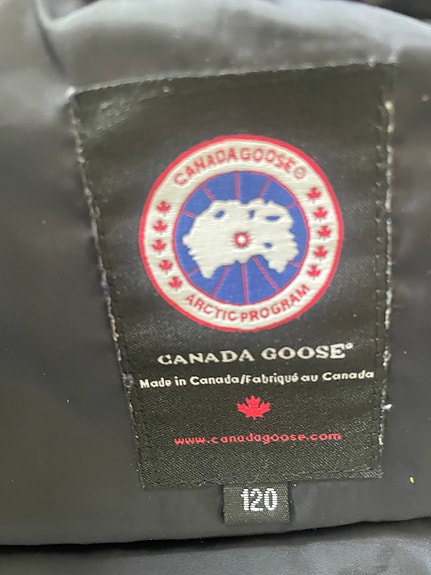 CANADA GOOSE®
ARCTIC PROGRAM
CANADA GOOSE®
Made in Canada/Fabriqué au Canada
www.canadagoose.com
120